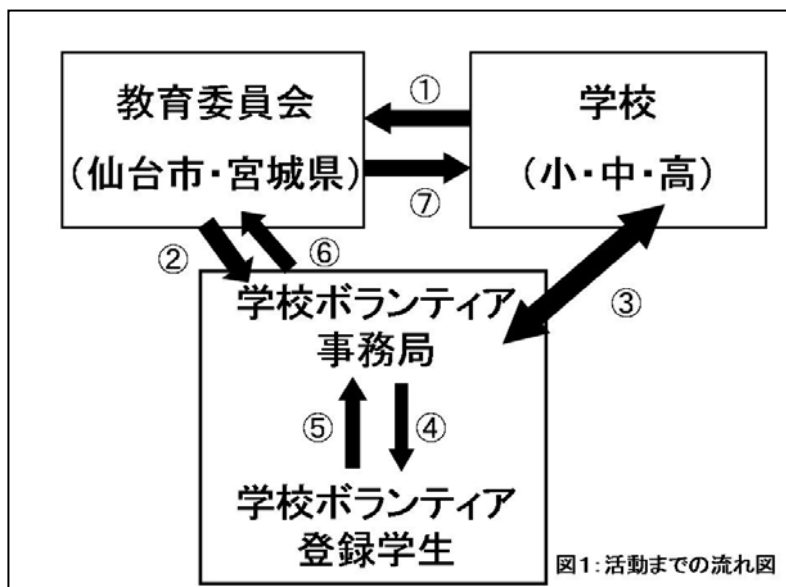 教育委員会
(仙台市・宮城県)
①
⑦
学校
(小・中・高)
②
⑥
③
学校ボランティア
事務局
⑤
④
学校ボランティア
登録学生
図1:活動までの流れ図